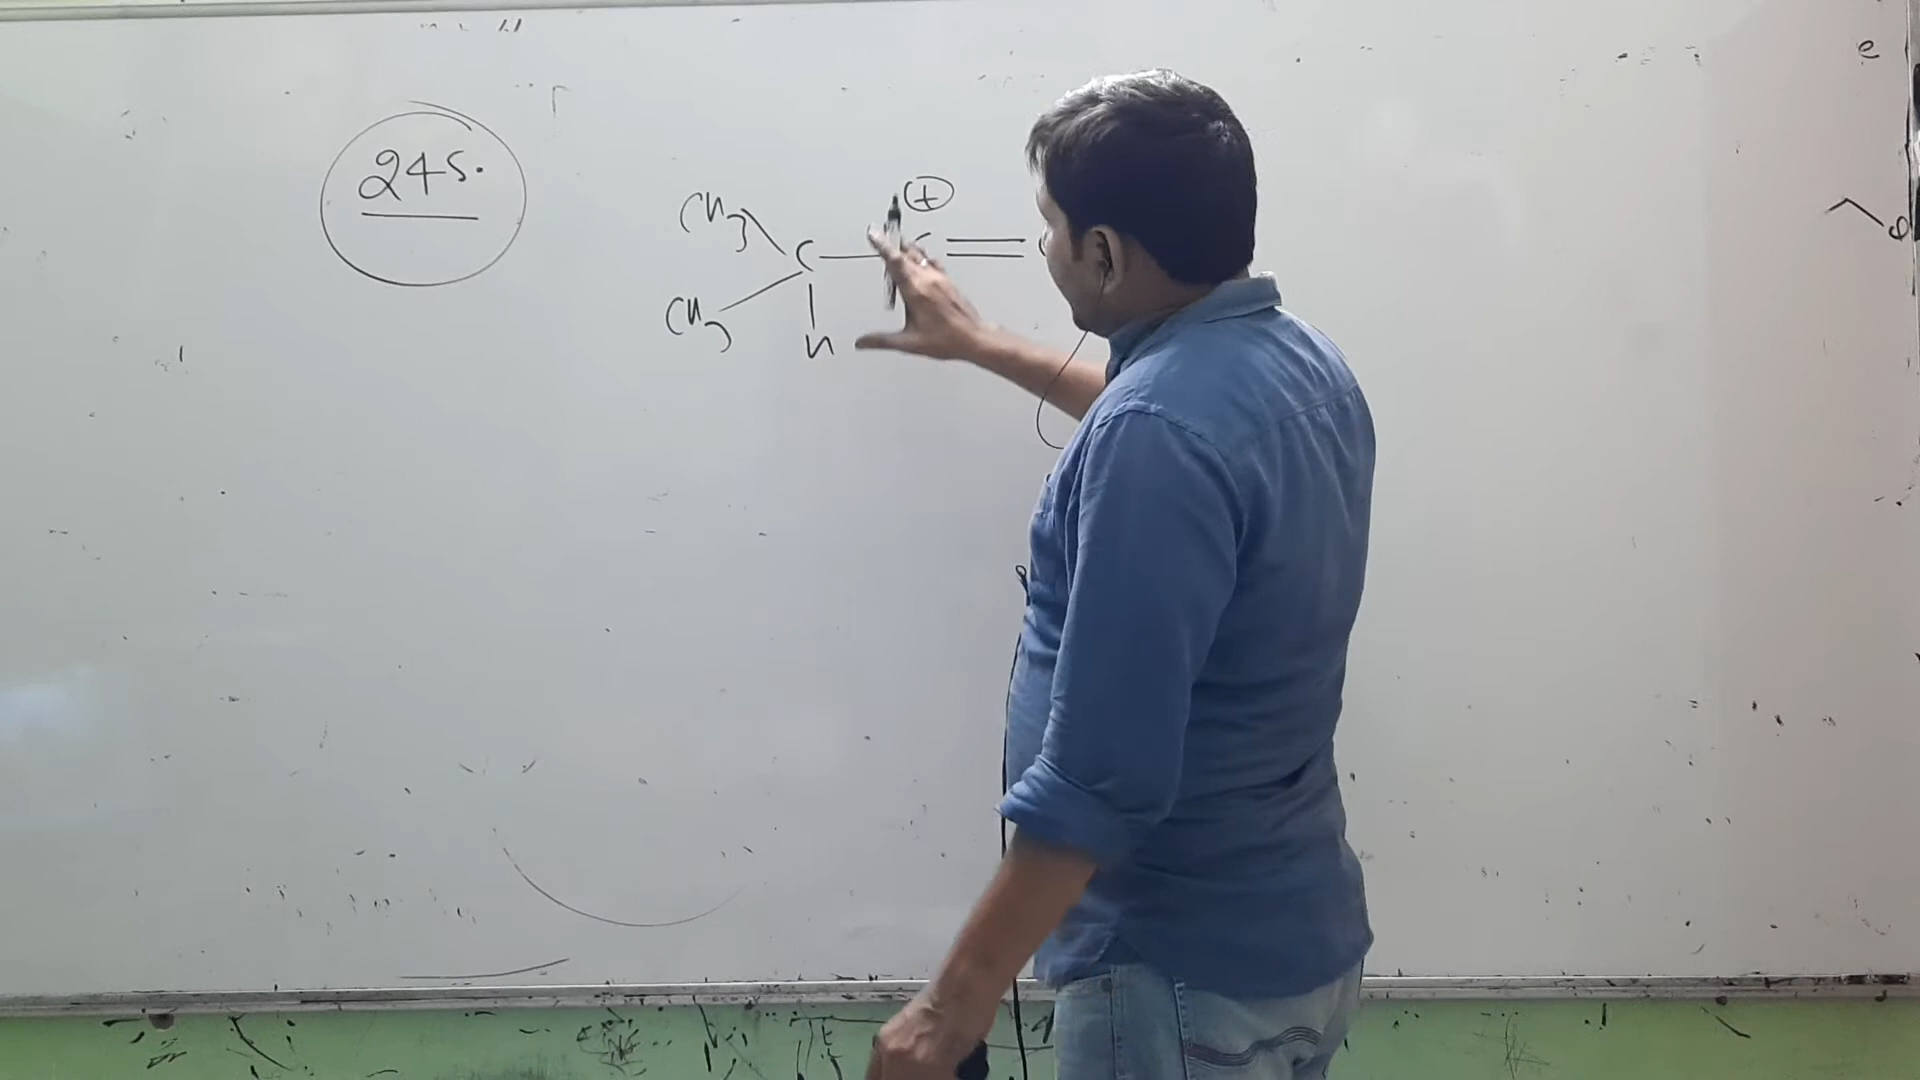 245.
⊕
CH3
C — C =
CH3
H